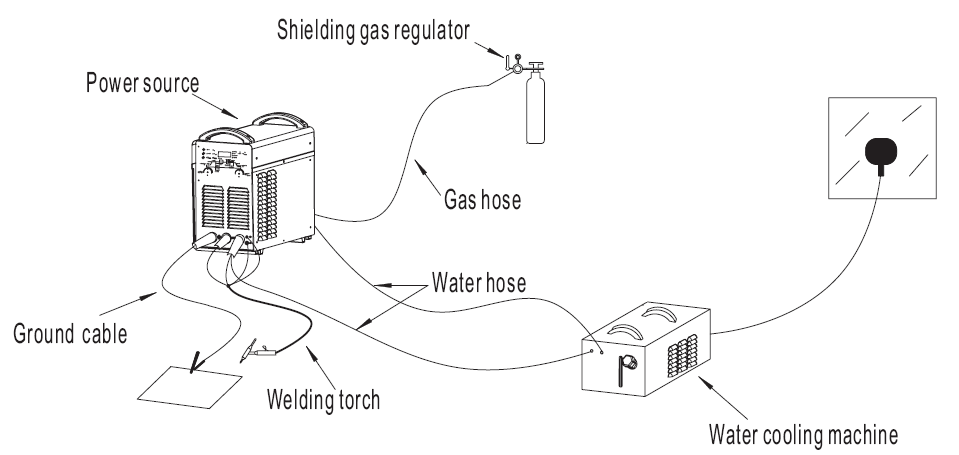 Shielding gas regulator
Power source
Gas hose
Water hose
Ground cable
Welding torch
Water cooling machine